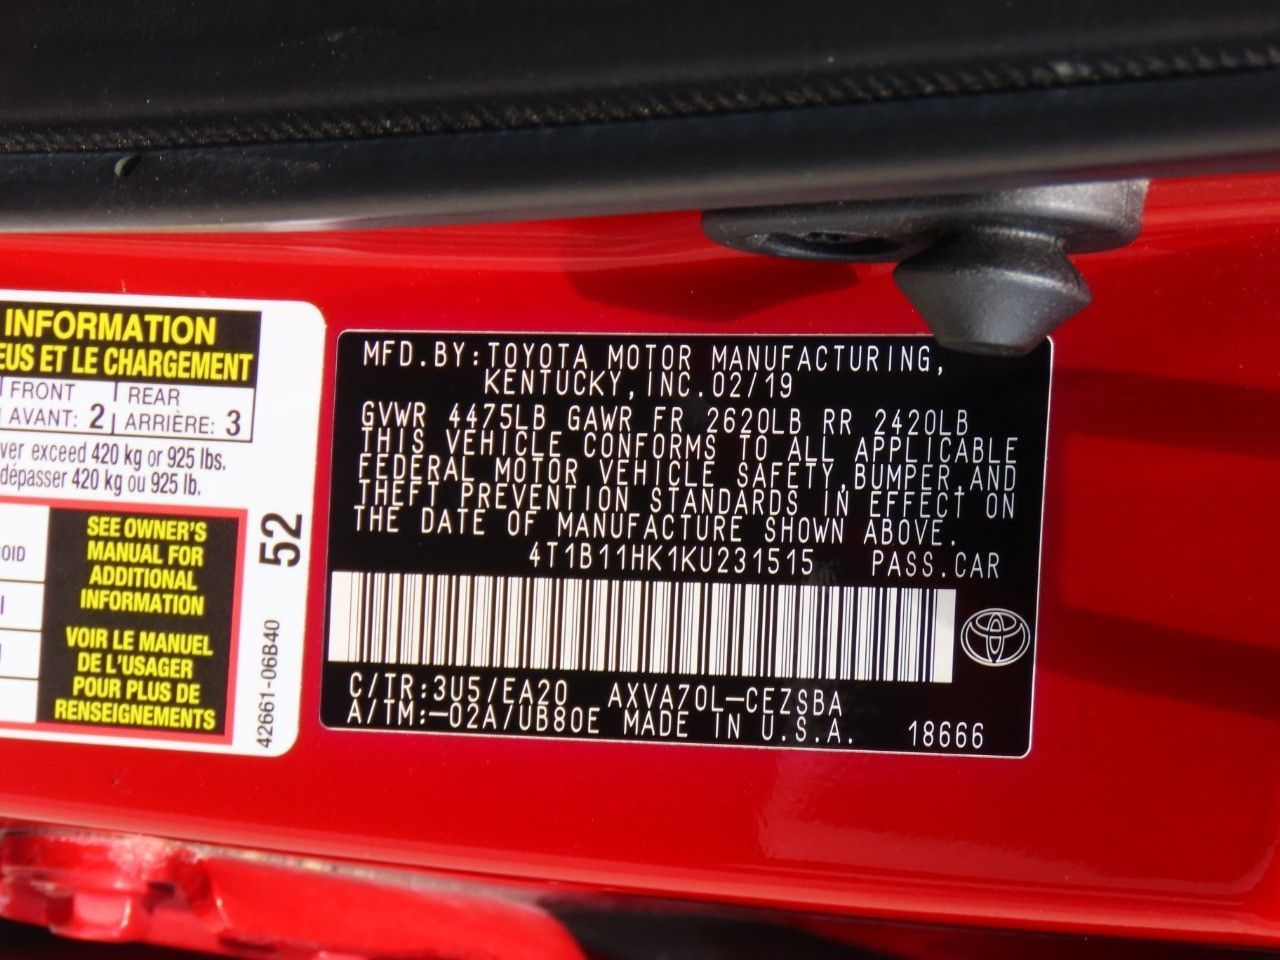 INFORMATION
EUS ET LE CHARGEMENT
FRONT
AVANT: 2
REAR
ARRIÈRE: 3
ver exceed 420 kg or 925 lbs.
dépasser 420 kg ou 925 lb.
OID
SEE OWNER'S
MANUAL FOR
ADDITIONAL
INFORMATION
VOIR LE MANUEL
DE L'USAGER
POUR PLUS DE
RENSEIGNEMENTS
52
42661-06B40
MFD.BY:TOYOTA MOTOR MANUFACTURING,
KENTUCKY,INC.02/19
GVWR 4475LB GAWR FR 2620LB RR 2420LB
THIS VEHICLE CONFORMS TO ALL APPLICABLE
FEDERAL MOTOR VEHICLE SAFETY,BUMPER,AND
THEFT PREVENTION STANDARDS IN EFFECT ON
THE DATE OF MANUFACTURE SHOWN ABOVE.
4T1B11HK1KU231515 PASS.CAR
C/TR:3U5/EA20 AXVA70L-CEZSBA
A/TM:-02A/UB80E MADE IN U.S.A. 18666